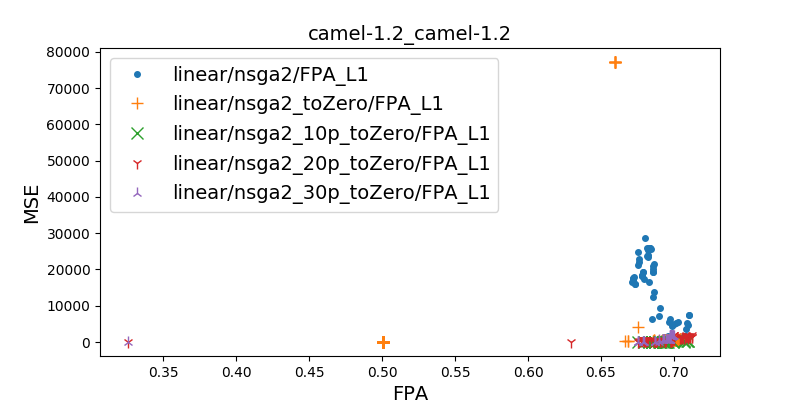 camel-1.2_camel-1.2
80000
70000
60000
50000
40000
30000
20000
10000
0
MSE
linear/nsga2/FPA_L1
linear/nsga2_toZero/FPA_L1
linear/nsga2_10p_toZero/FPA_L1
linear/nsga2_20p_toZero/FPA_L1
linear/nsga2_30p_toZero/FPA_L1
0.35 0.40 0.45 0.50 0.55 0.60 0.65 0.70
FPA